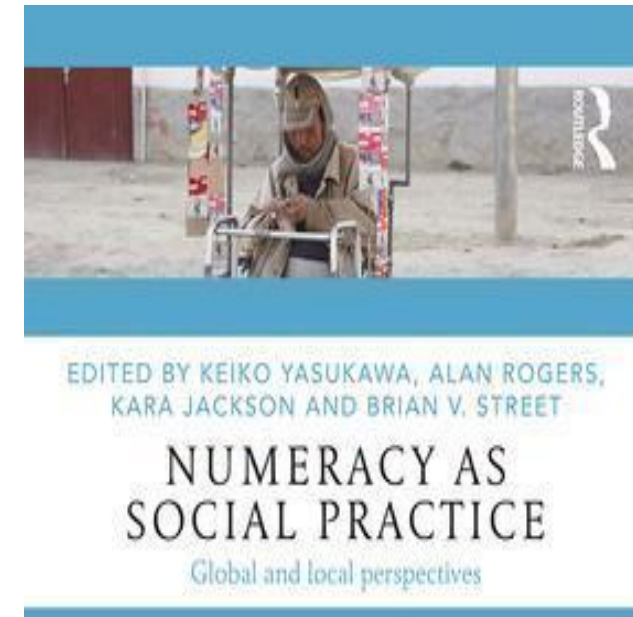 ROUTLEDGE
EDITED BY KEIKO YASUKAWA, ALAN ROGERS,
KARA JACKSON AND BRIAN V. STREET
NUMERACY AS
SOCIAL PRACTICE
Global and local perspectives